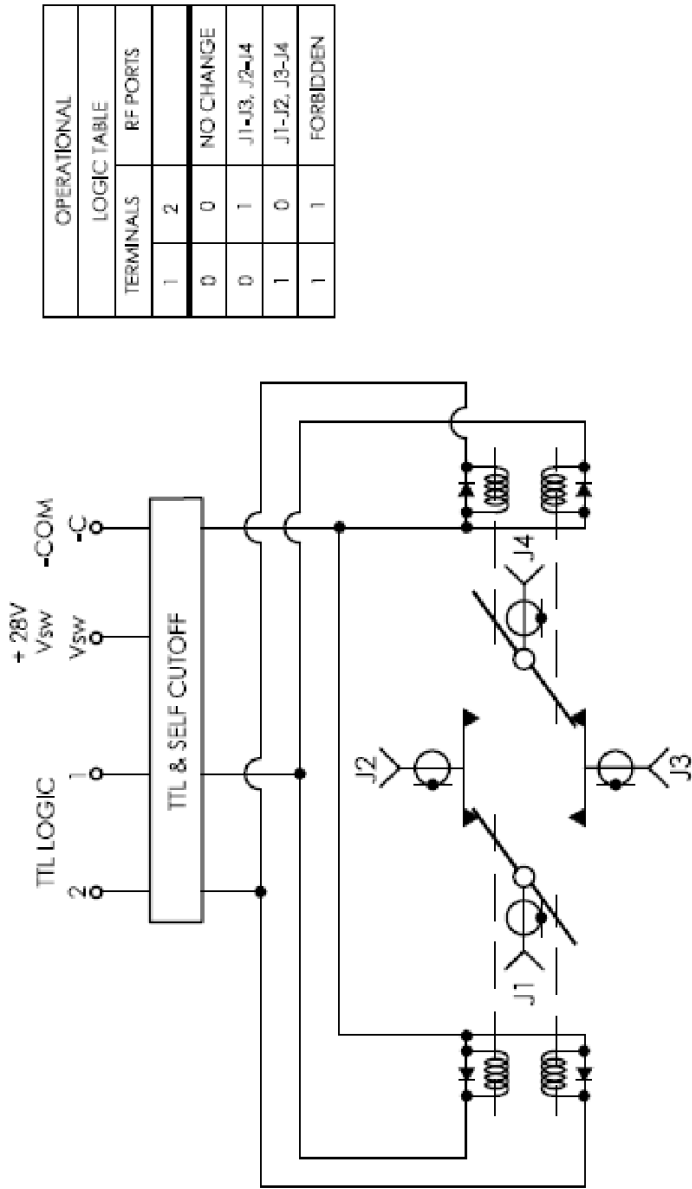 TTL LOGIC
+ 28V
Vsw
-COM
2 1 Vsw -C
TTL & SELF CUTOFF
J2
J1
J4
J3
OPERATIONAL
LOGIC TABLE
TERMINALS RF PORTS
1 2
0 0 NO CHANGE
0 1 J1-J3, J2-J4
1 0 J1-J2, J3-J4
1 1 FORBIDDEN